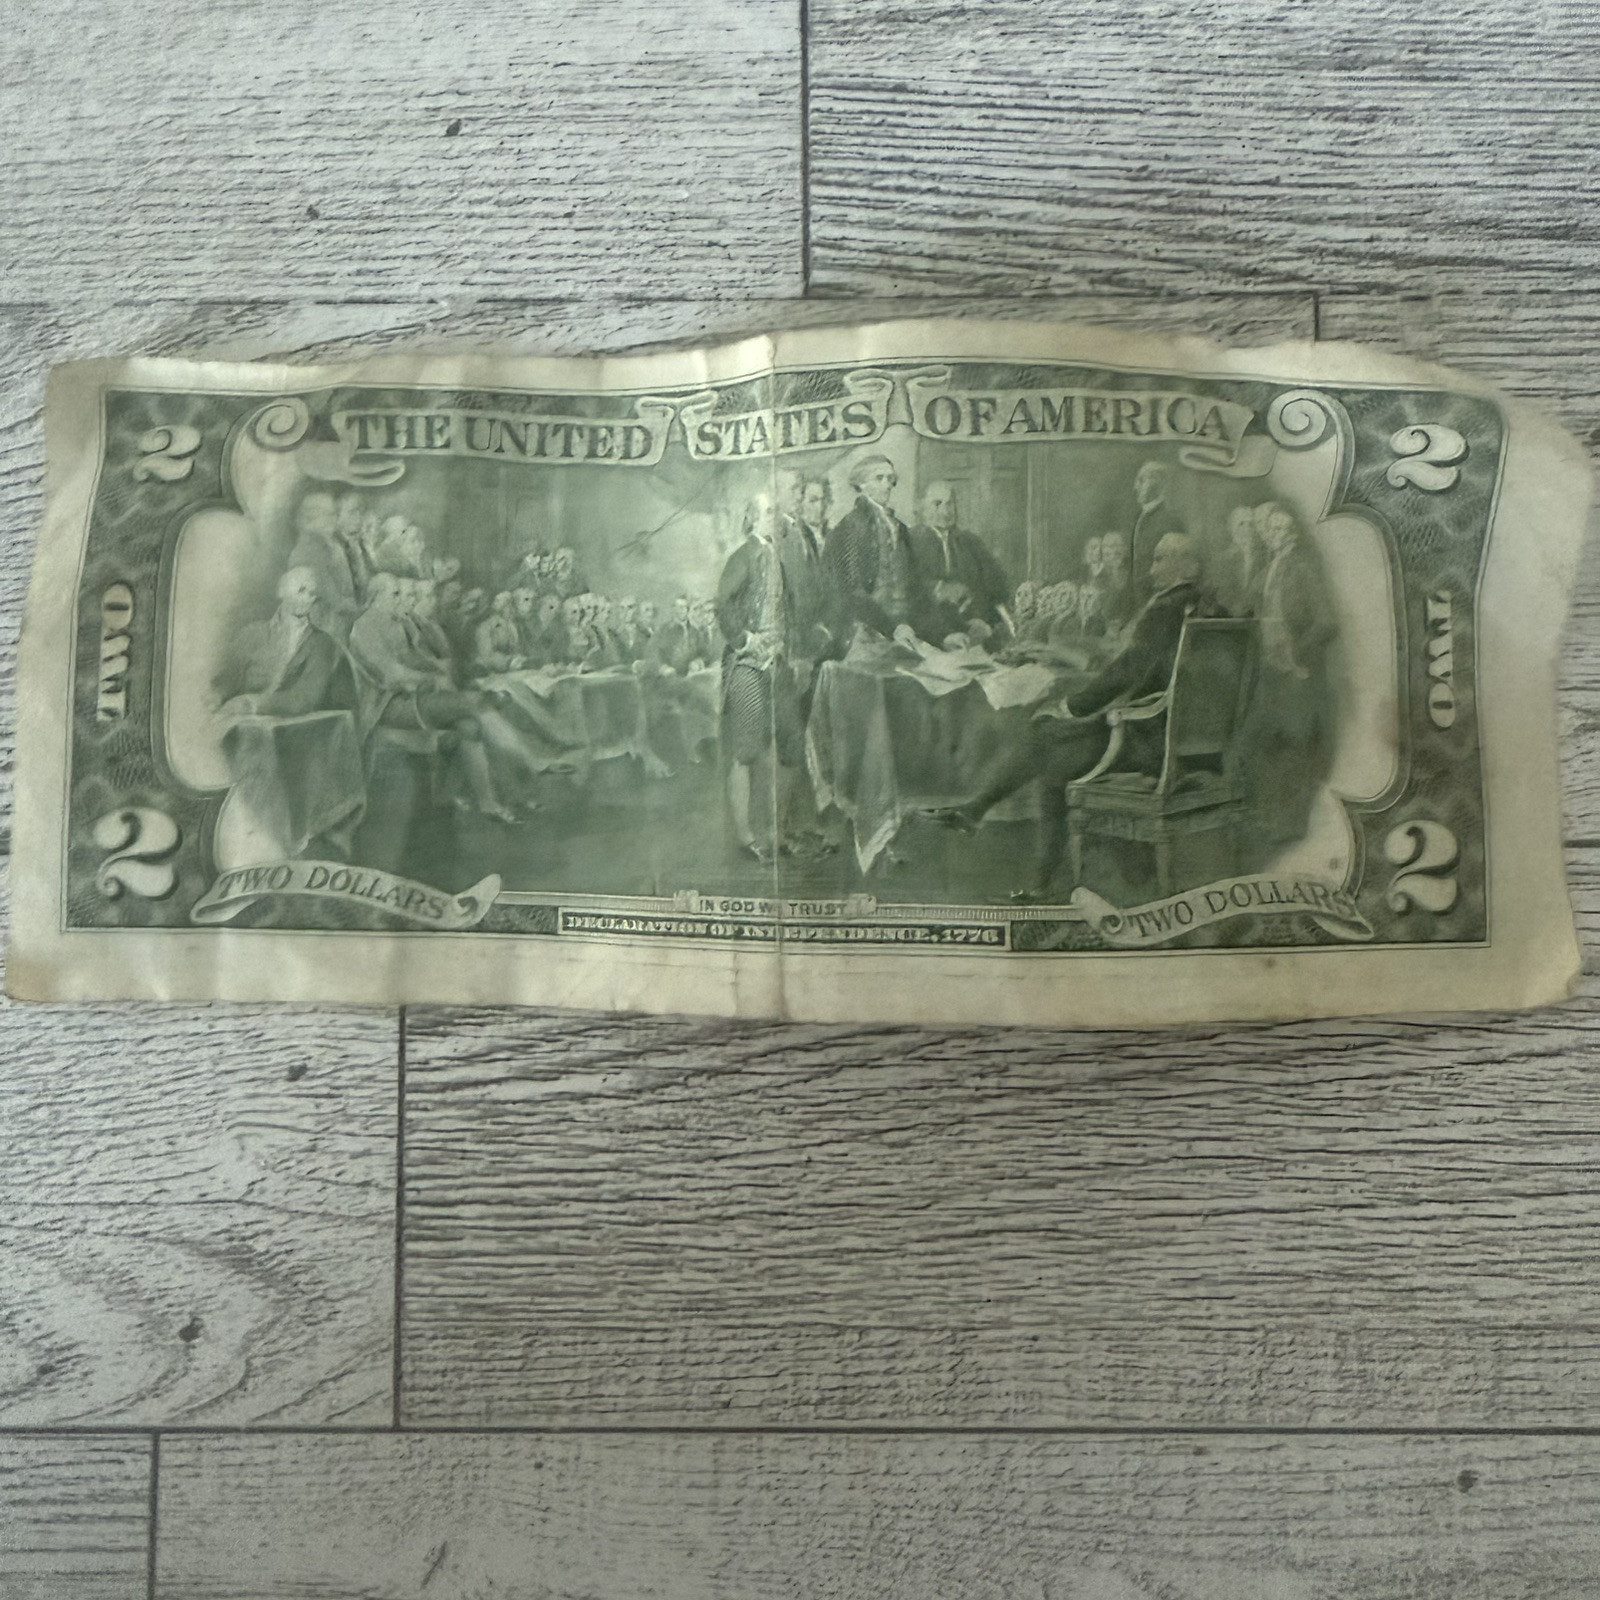 THE UNITED STATES OF AMERICA
2 2
TWO TWO
2 2
TWO DOLLARS TWO DOLLARS
IN GOD W TRUST
DECLARATION OF INDEPENDENCE, 1776